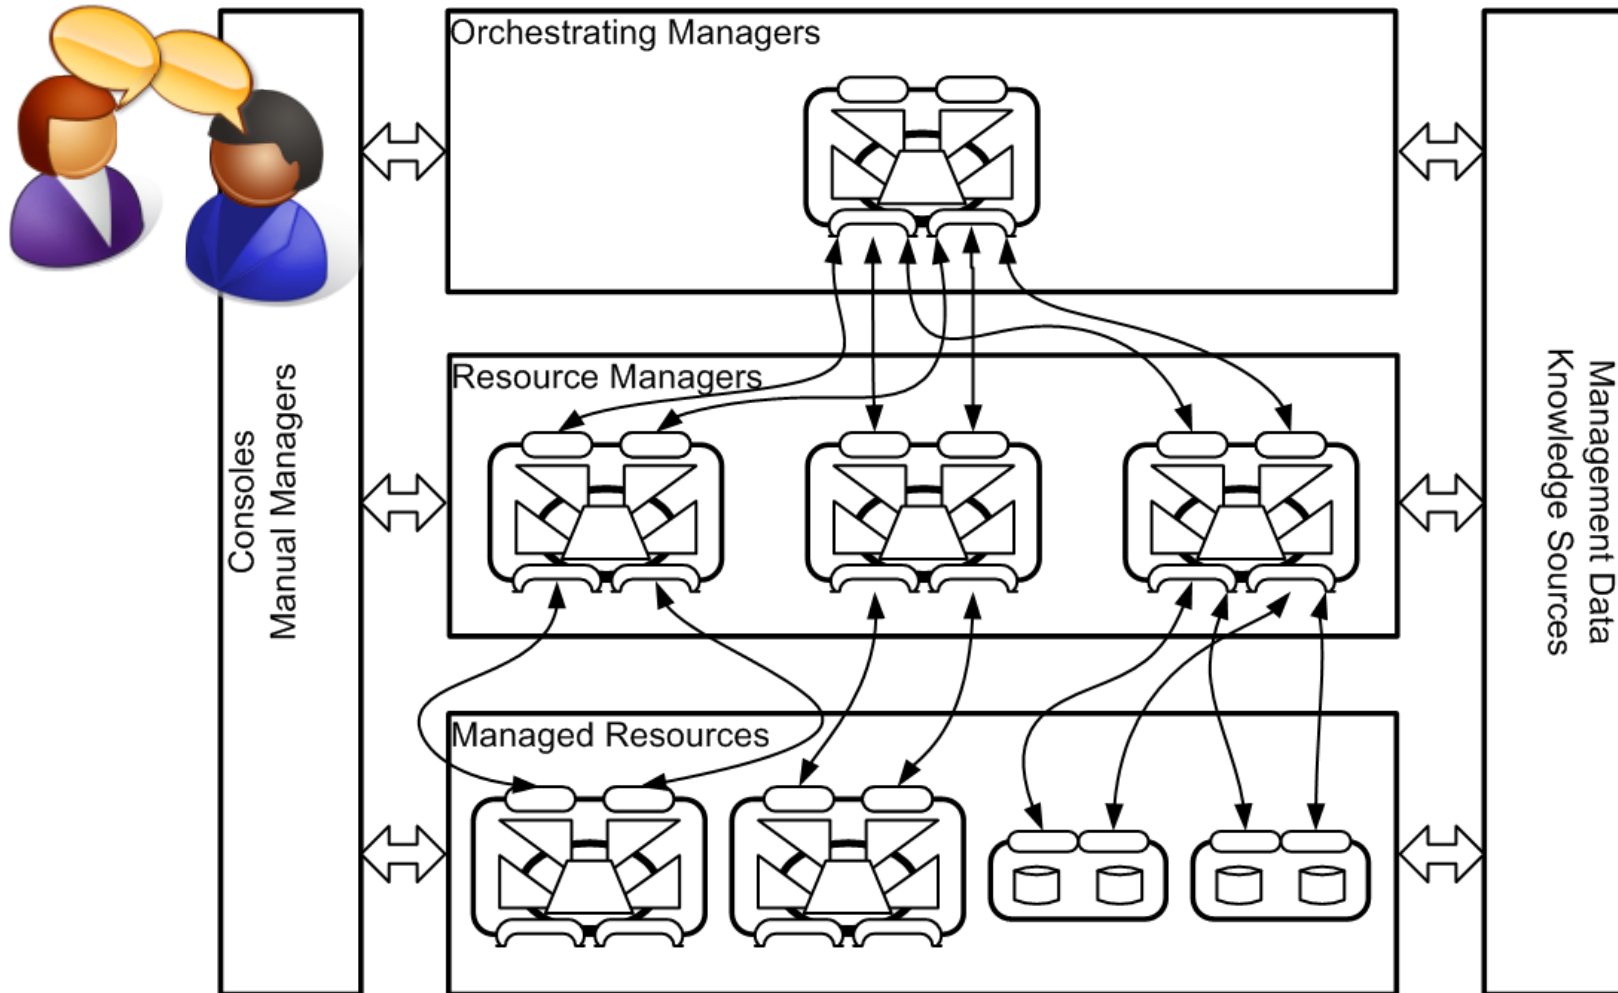 Orchestrating Managers
Resource Managers
Managed Resources
Consoles
Manual Managers
Management Data
Knowledge Sources